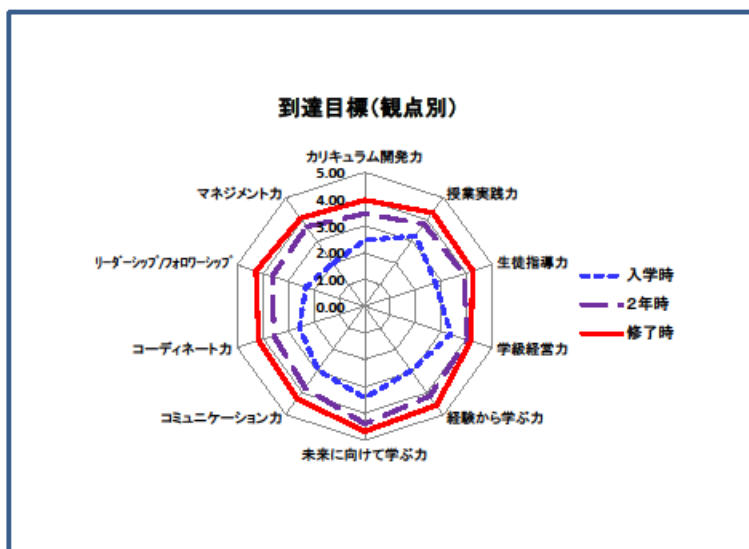 到達目標(観点別)
カリキュラム開発力
授業実践力
生徒指導力
学級経営力
経験から学ぶ力
未来に向けて学ぶ力
コミュニケーション力
コーディネート力
ﾘｰﾀﾞｰｼｯﾌﾟ/ﾌｫﾛﾜｰｼｯﾌﾟ
マネジメント力
5.00
4.00
3.00
2.00
1.00
0.00
入学時
2年時
修了時